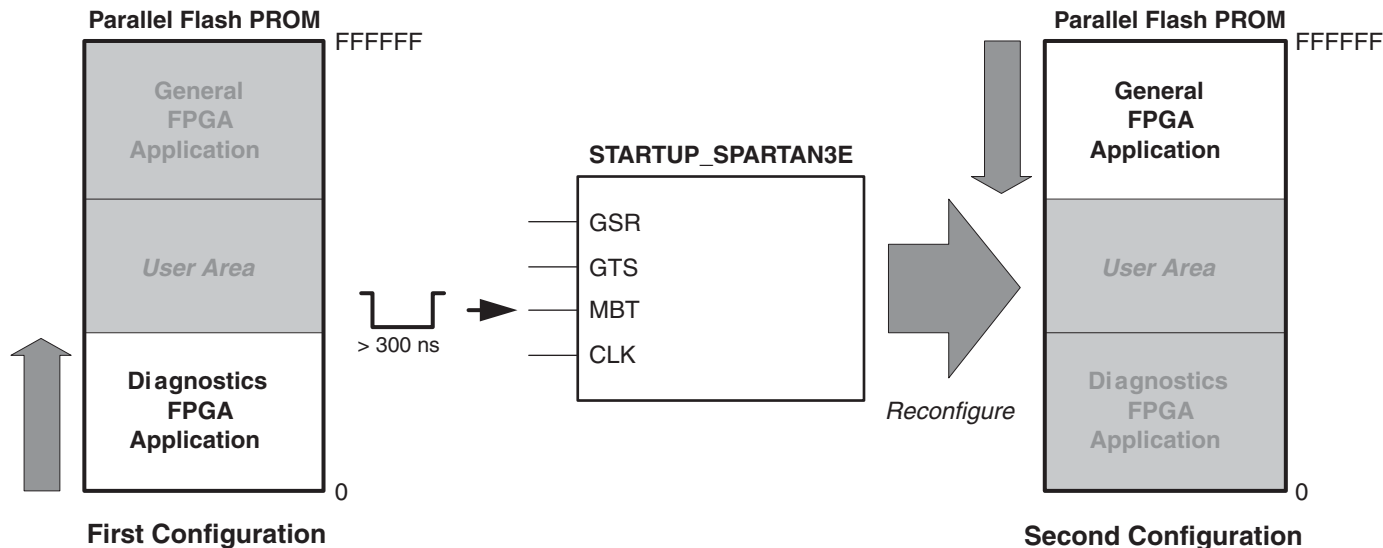 Parallel Flash PROM
FFFFFF
General
FPGA
Application
User Area
Diagnostics
FPGA
Application
0
First Configuration
> 300 ns
STARTUP_SPARTAN3E
GSR
GTS
MBT
CLK
Reconfigure
Parallel Flash PROM
FFFFFF
General
FPGA
Application
User Area
Diagnostics
FPGA
Application
0
Second Configuration